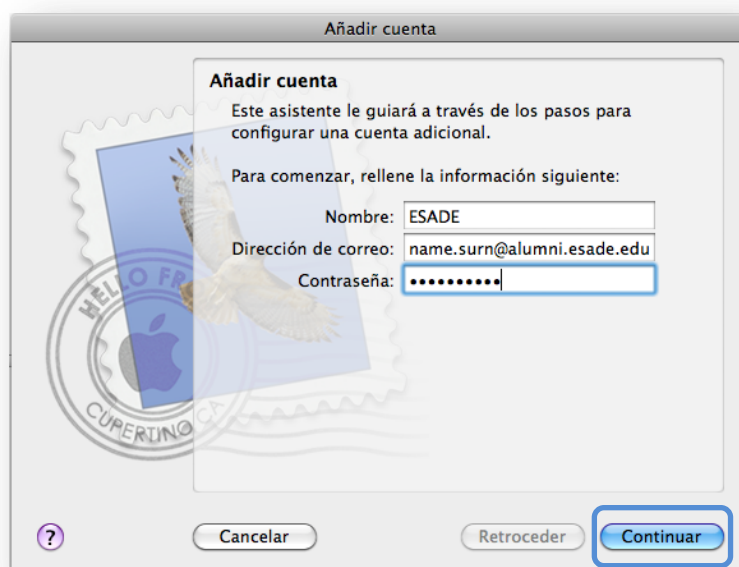 Añadir cuenta
Añadir cuenta
Este asistente le guiará a través de los pasos para
configurar una cuenta adicional.
Para comenzar, rellene la información siguiente:
Nombre: ESADE
Dirección de correo: name.surn@alumni.esade.edu
Contraseña: ••••••••••
HELLO FRO
CUPERTINO CA
?
Cancelar
Retroceder
Continuar